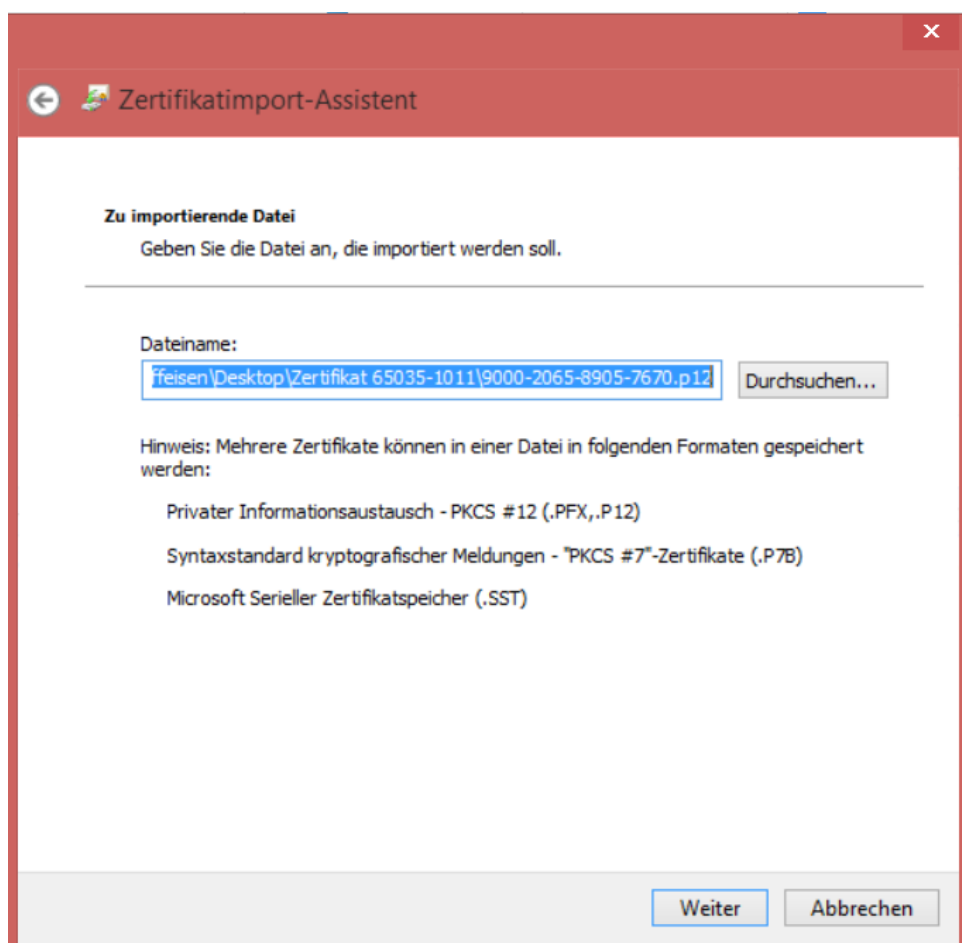 Zertifikatimport-Assistent
Zu importierende Datei
Geben Sie die Datei an, die importiert werden soll.
Dateiname:
ffeisen\Desktop\Zertifikat 65035-1011\9000-2065-8905-7670.p12
Durchsuchen...
Hinweis: Mehrere Zertifikate können in einer Datei in folgenden Formaten gespeichert
werden:
Privater Informationsaustausch - PKCS #12 (.PFX,.P12)
Syntaxstandard kryptografischer Meldungen - "PKCS #7"-Zertifikate (.P7B)
Microsoft Serieller Zertifikatspeicher (.SST)
Weiter
Abbrechen